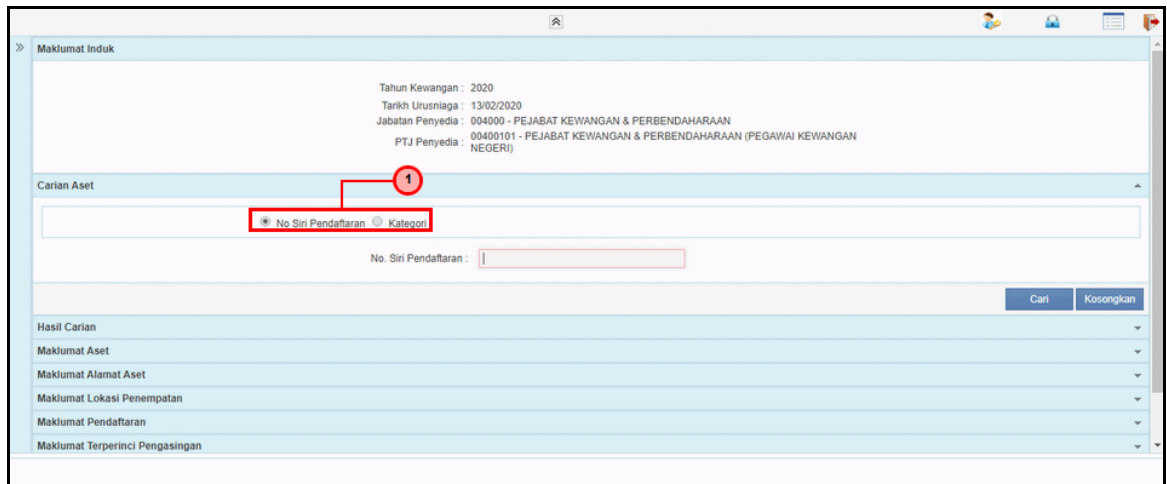 Maklumat Induk
Tahun Kewangan : 2020
Tarikh Urusniaga : 13/02/2020
Jabatan Penyedia : 004000 - PEJABAT KEWANGAN & PERBENDAHARAAN
PTJ Penyedia : 00400101 - PEJABAT KEWANGAN & PERBENDAHARAAN (PEGAWAI KEWANGAN
NEGERI)
1
Carian Aset
No Siri Pendaftaran Kategori
No. Siri Pendaftaran :
Cari Kosongkan
Hasil Carian
Maklumat Aset
Maklumat Alamat Aset
Maklumat Lokasi Penempatan
Maklumat Pendaftaran
Maklumat Terperinci Pengasingan